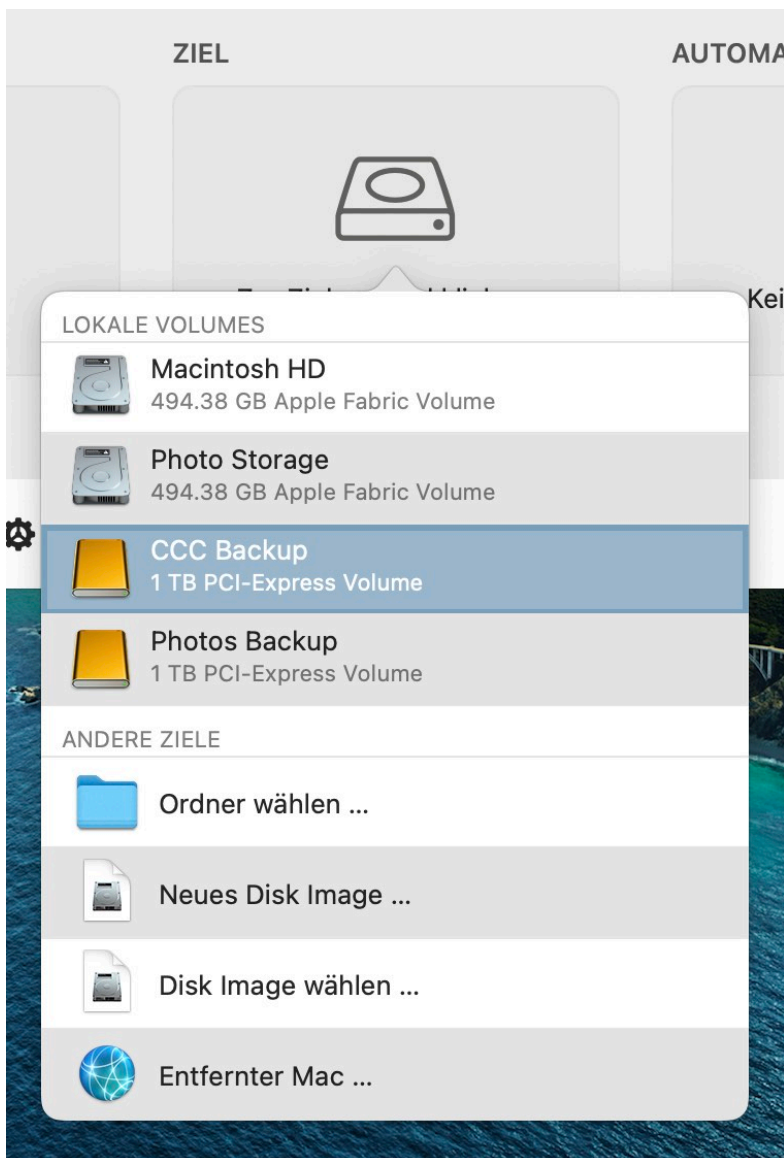 ZIEL
AUTOMA
Kei
LOKALE VOLUMES
Macintosh HD
494.38 GB Apple Fabric Volume
Photo Storage
494.38 GB Apple Fabric Volume
CCC Backup
1 TB PCI-Express Volume
Photos Backup
1 TB PCI-Express Volume
ANDERE ZIELE
Ordner wählen ...
Neues Disk Image ...
Disk Image wählen ...
Entfernter Mac ...